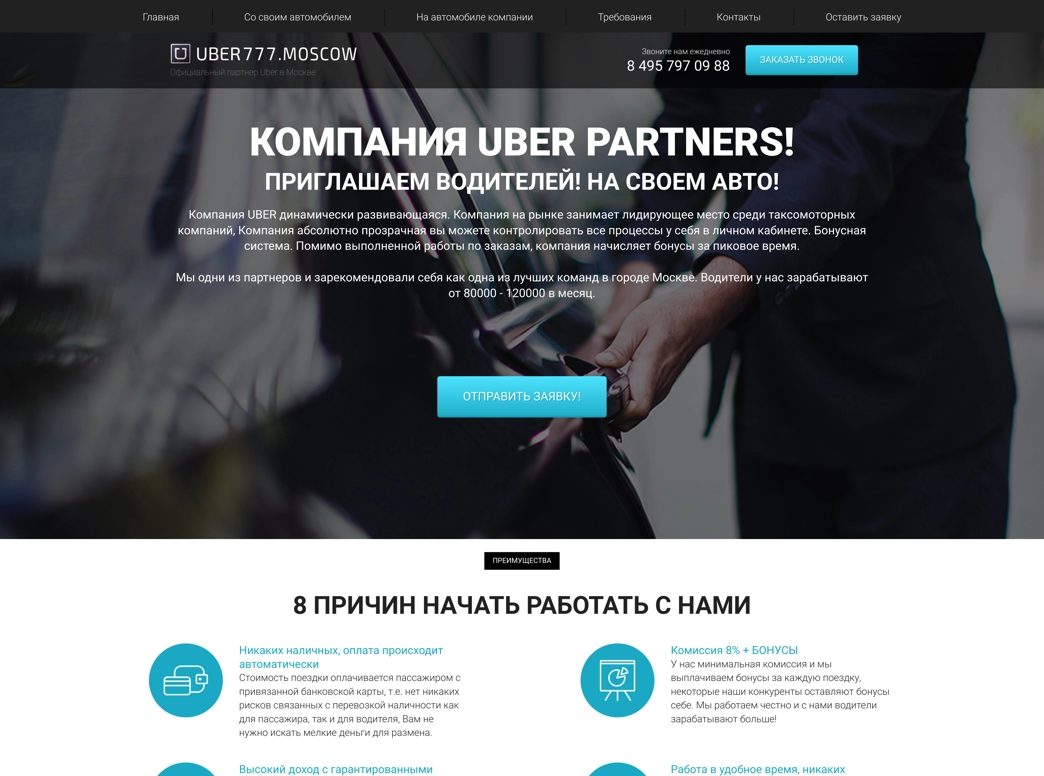 Главная
Со своим автомобилем
На автомобиле компании
Требования
Контакты
Оставить заявку
UBER777.MOSCOW
Официальный партнер Uber в Москве
Звоните нам ежедневно
8 495 797 09 88
ЗАКАЗАТЬ ЗВОНОК
КОМПАНИЯ UBER PARTNERS!
ПРИГЛАШАЕМ ВОДИТЕЛЕЙ! НА СВОЕМ АВТО!
Компания UBER динамически развивающаяся. Компания на рынке занимает лидирующее место среди таксомоторных
компаний, Компания абсолютно прозрачная вы можете контролировать все процессы у себя в личном кабинете. Бонусная
система. Помимо выполненной работы по заказам, компания начисляет бонусы за пиковое время.
Мы одни из партнеров и зарекомендовали себя как одна из лучших команд в городе Москве. Водители у нас зарабатывают
от 80000 - 120000 в месяц.
ОТПРАВИТЬ ЗАЯВКУ!
ПРЕИМУЩЕСТВА
8 ПРИЧИН НАЧАТЬ РАБОТАТЬ С НАМИ
Никаких наличных, оплата происходит
автоматически
Стоимость поездки оплачивается пассажиром с
привязанной банковской карты, т.е. нет никаких
рисков связанных с перевозкой наличности как
для пассажира, так и для водителя, Вам не
нужно искать мелкие деньги для размена.
Комиссия 8% + БОНУСЫ
У нас минимальная комиссия и мы
выплачиваем бонусы за каждую поездку,
некоторые наши конкуренты оставляют бонусы
себе. Мы работаем честно и с нами водители
зарабатывают больше!
Высокий доход с гарантированными
Работа в удобное время, никаких